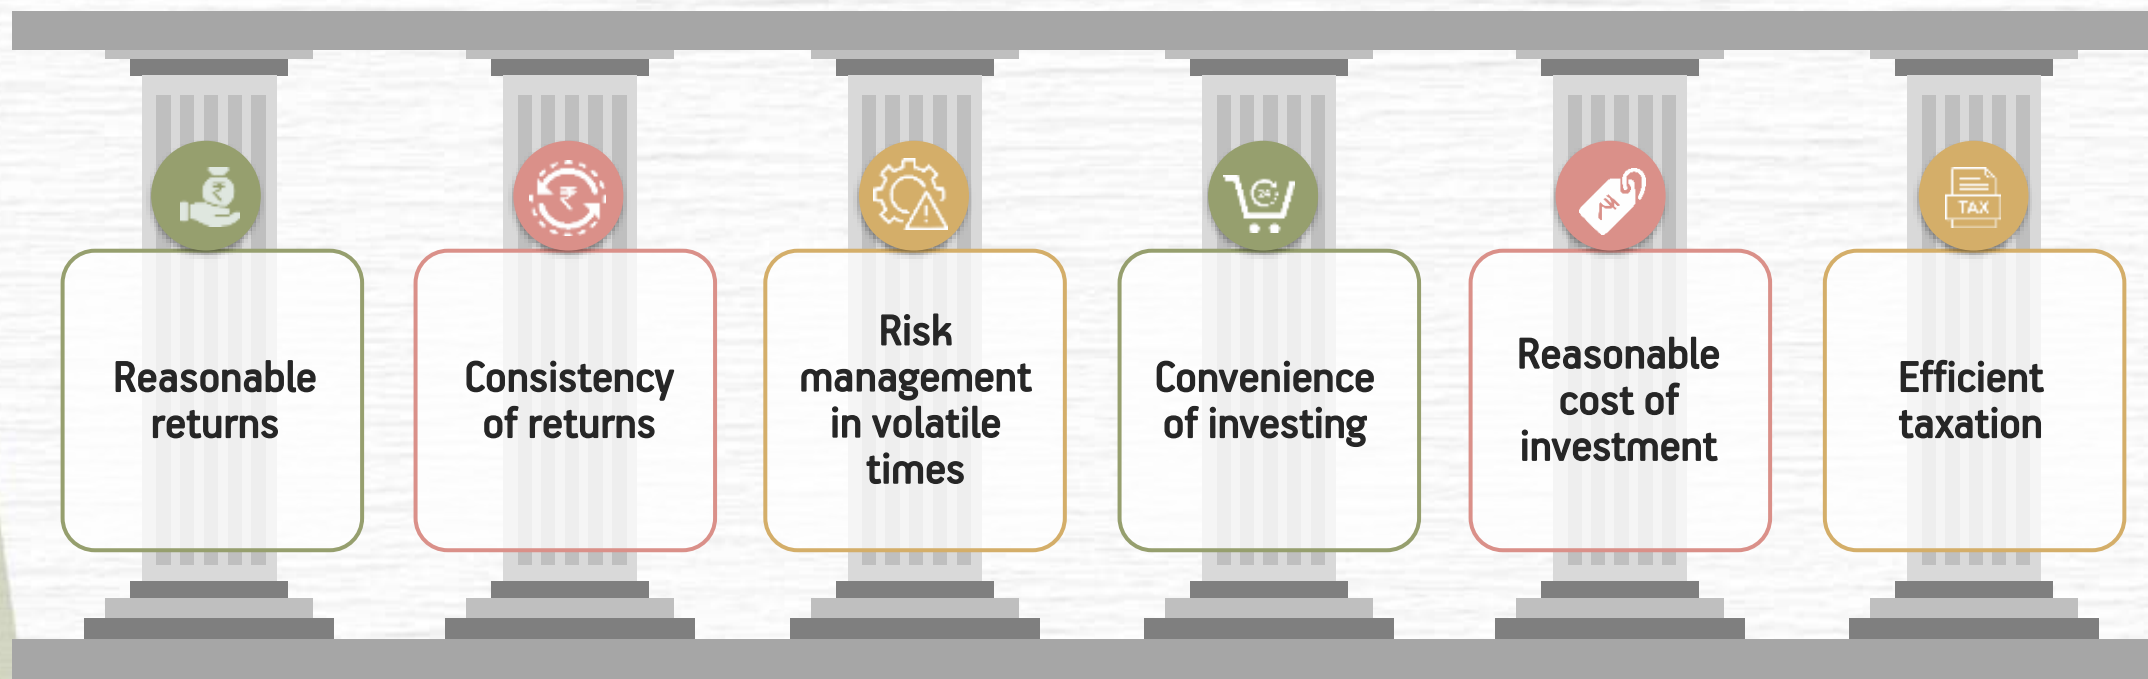 Reasonable
returns
Consistency
of returns
Risk
management
in volatile
times
24
Convenience
of investing
Reasonable
cost of
investment
TAX
Efficient
taxation